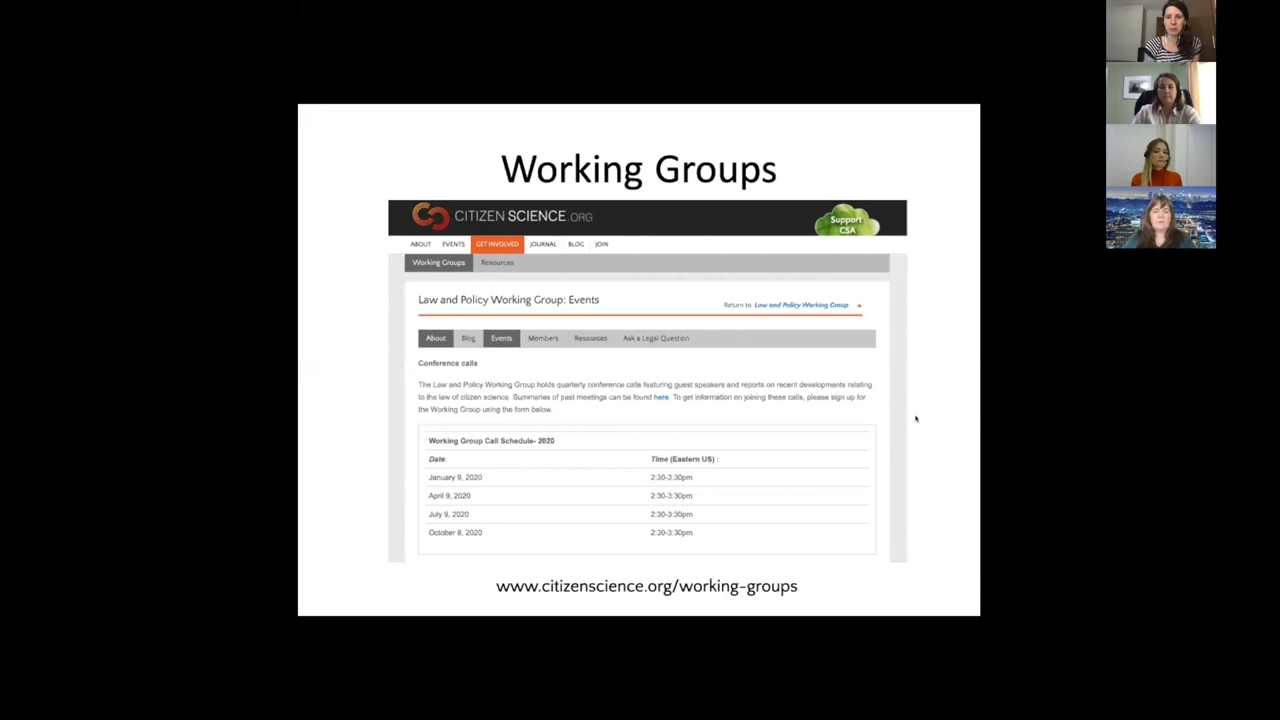 Working Groups
CITIZENSCIENCE.ORG
Support
CSA
ABOUT EVENTS GET INVOLVED JOURNAL BLOG JOIN
Working Groups Resources
Law and Policy Working Group: Events
Return to Law and Policy Working Group
About Blog Events Members Resources Ask a Legal Question
Conference calls
The Law and Policy Working Group holds quarterly conference calls featuring guest speakers and reports on recent developments relating
to the law of citizen science. Summaries of past meetings can be found here. To get information on joining these calls, please sign up for
the Working Group using the form below.
Working Group Call Schedule- 2020
Date: Time (Eastern US) :
January 9, 2020 2:30-3:30pm
April 9, 2020 2:30-3:30pm
July 9, 2020 2:30-3:30pm
October 8, 2020 2:30-3:30pm
www.citizenscience.org/working-groups